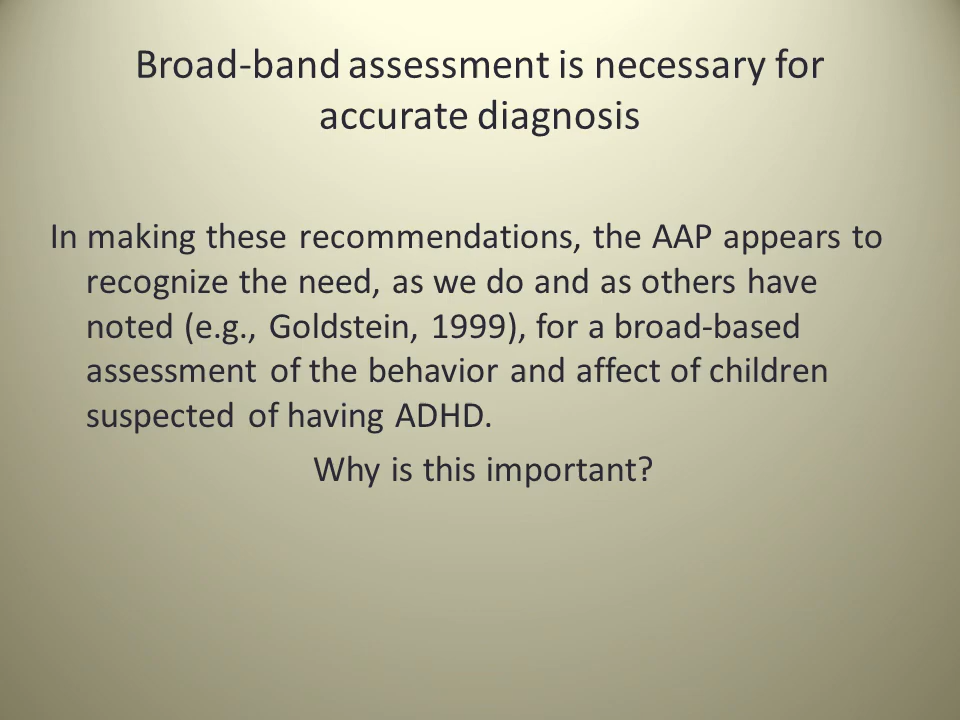 Broad-band assessment is necessary for
accurate diagnosis
In making these recommendations, the AAP appears to
recognize the need, as we do and as others have
noted (e.g., Goldstein, 1999), for a broad-based
assessment of the behavior and affect of children
suspected of having ADHD.
Why is this important?